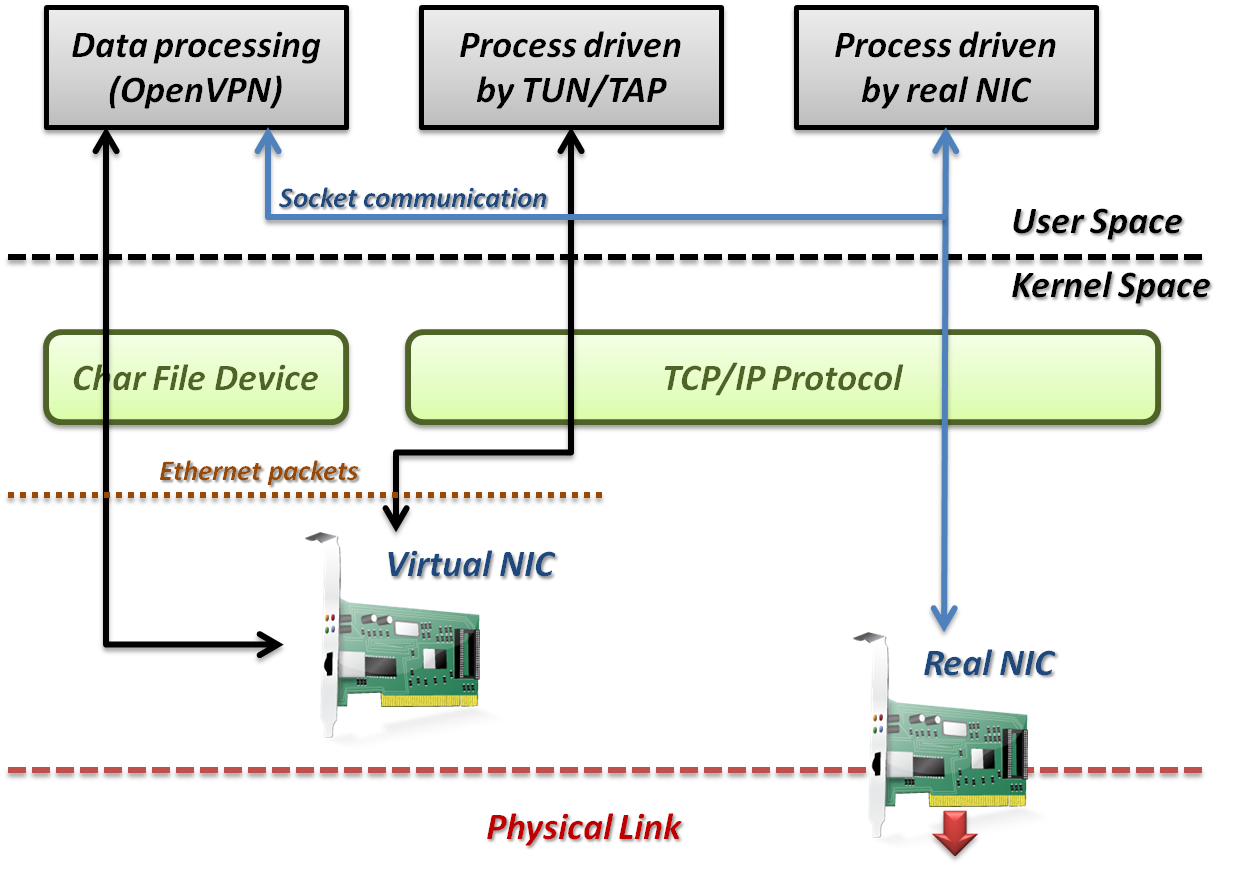 Data processing
(OpenVPN)
Process driven
by TUN/TAP
Process driven
by real NIC
Socket communication
User Space
Kernel Space
Char File Device
TCP/IP Protocol
Ethernet packets
Virtual NIC
Real NIC
Physical Link